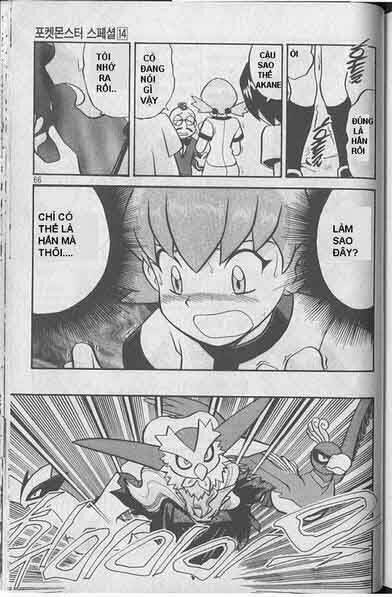 포켓몬스터 스페셜 14
ÔI
ĐÚNG
LÀ
HẮN
RỒI
CẬU
SAO
THẾ
AKANE
CÔ
ĐANG
NÓI
GÌ
VẬY
TÔI
NHỚ
RA
RỒI..
66
LÀM
SAO
ĐÂY?
CHỈ CÓ
THỂ LÀ
HẮN MÀ
THÔI....